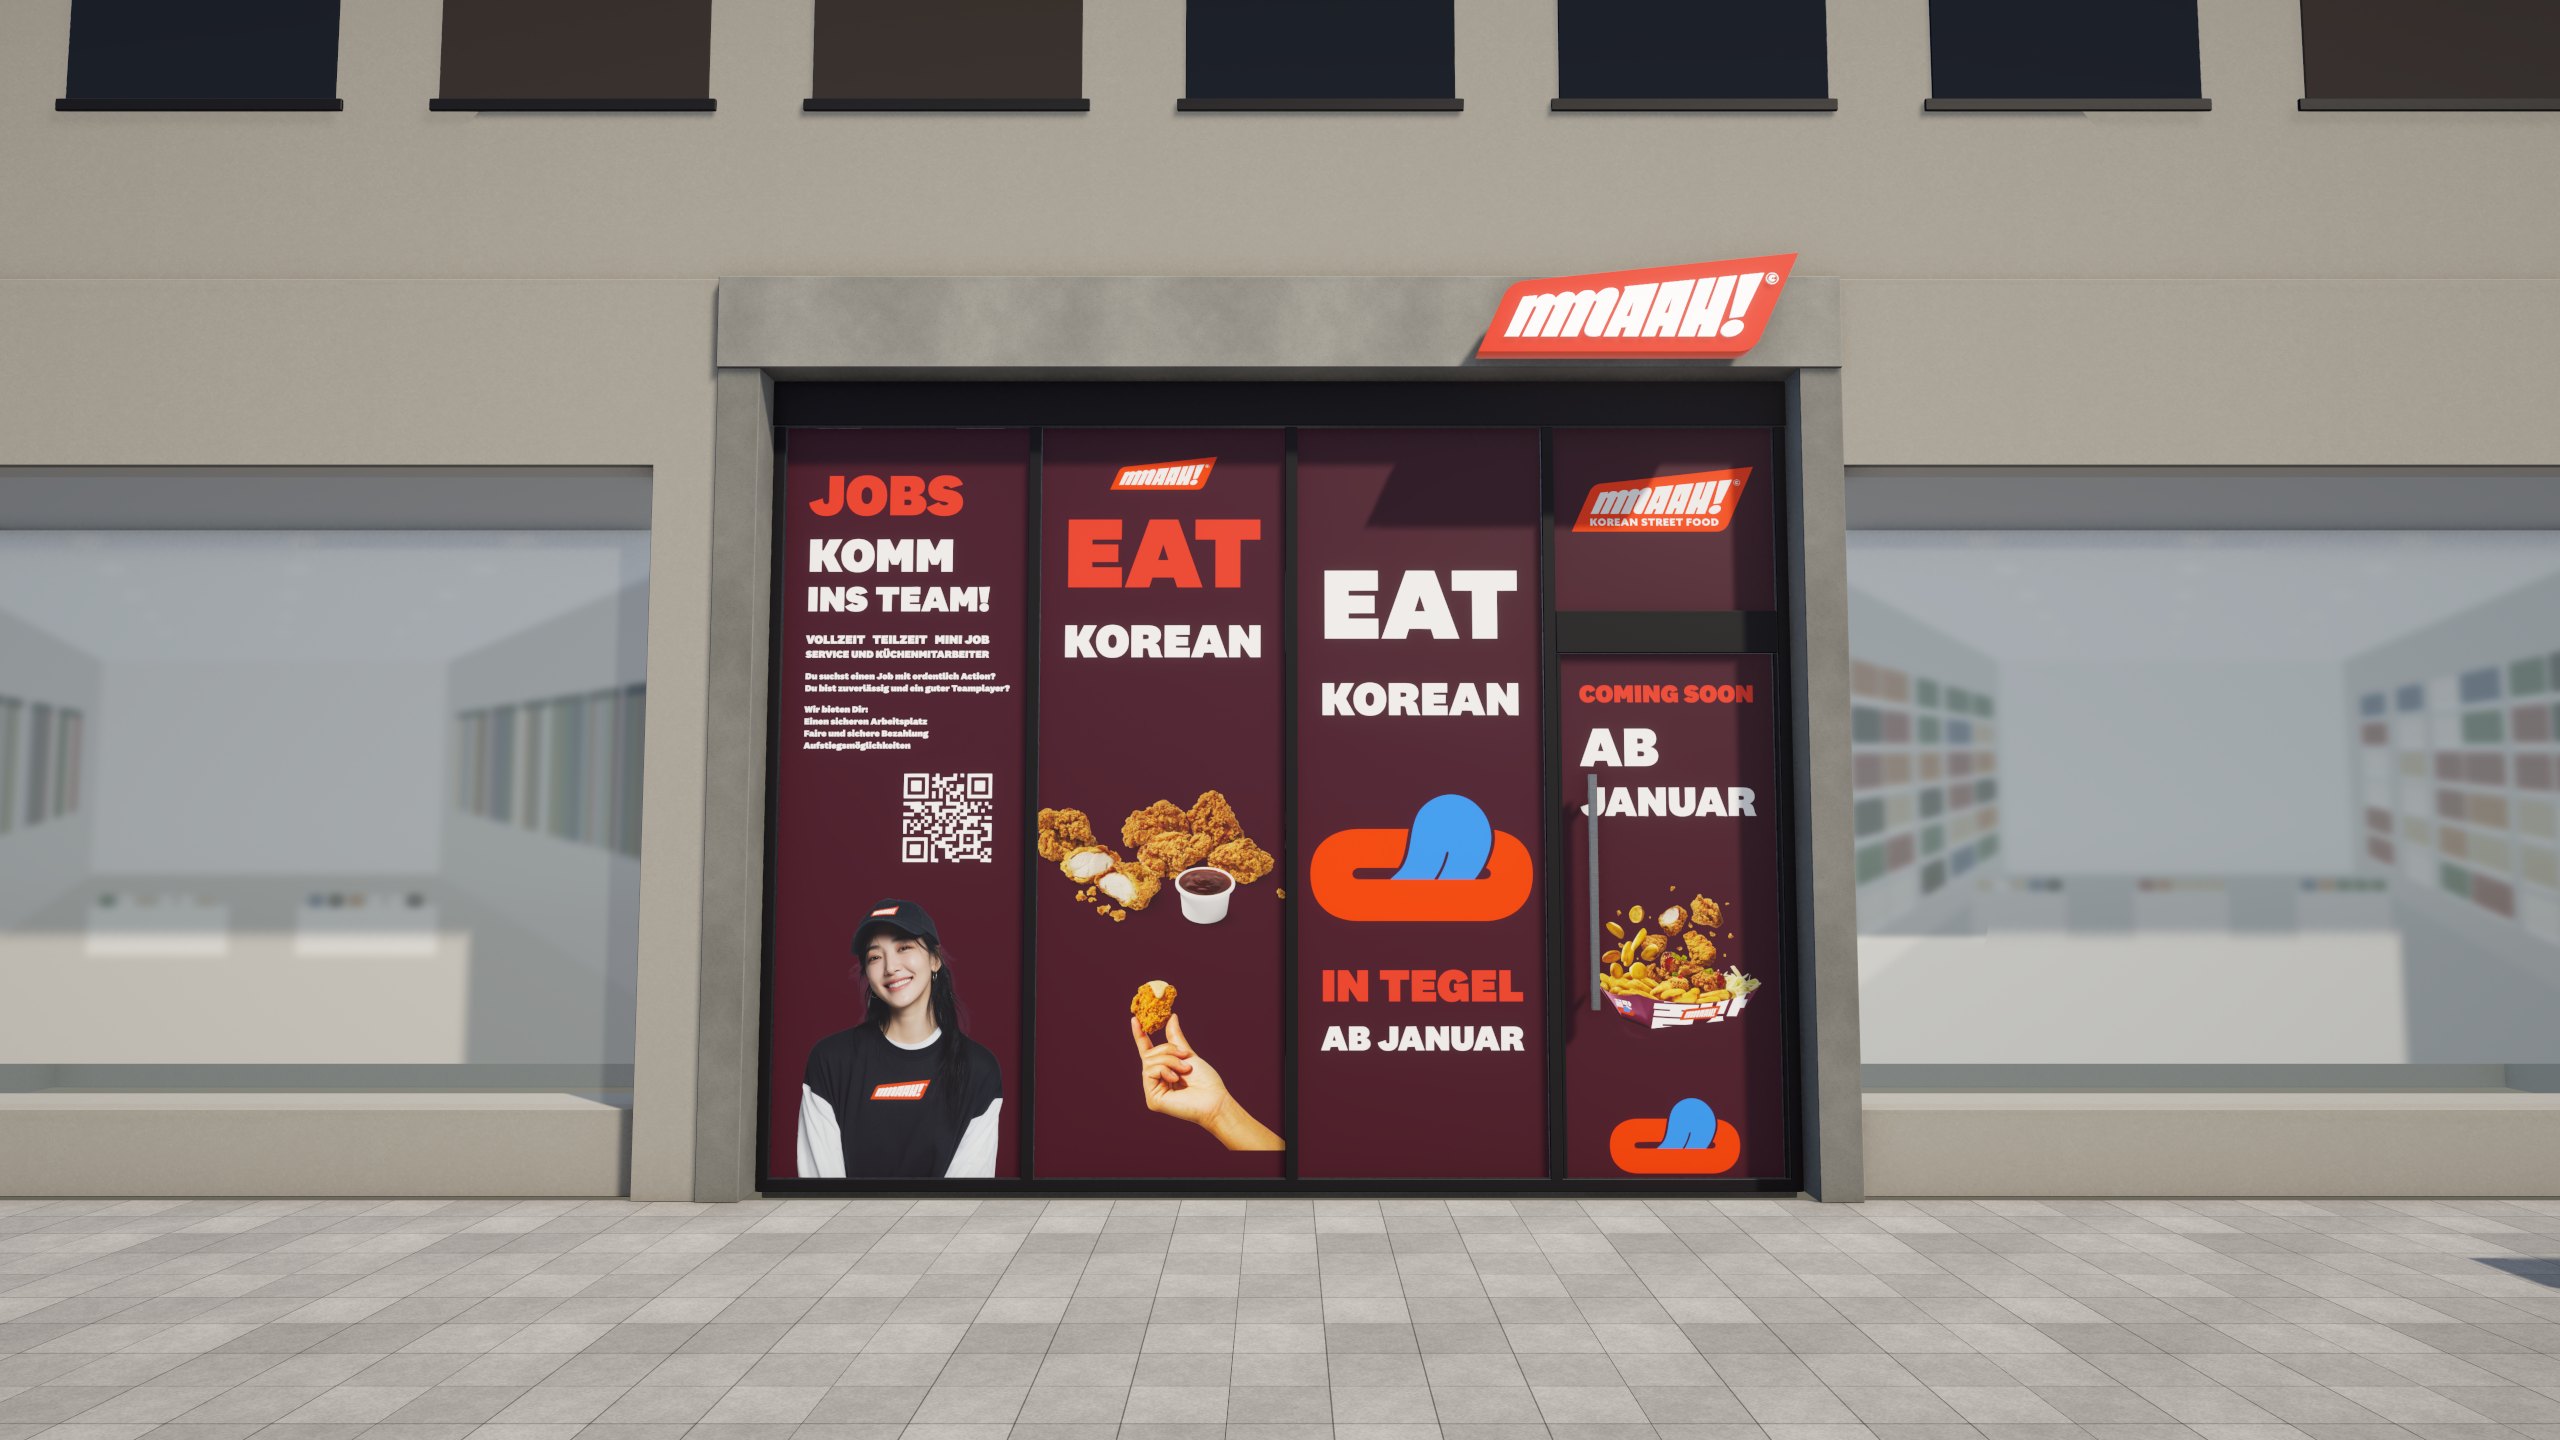 mmAAH!
JOBS
KOMM
INS TEAM!
VOLLZEIT TEILZEIT MINI JOB
SERVICE UND KÜCHENMITARBEITER
Du suchst einen Job mit ordentlich Action?
Du bist zuverlässig und ein guter Teamplayer?
Wir bieten Dir:
Einen sicheren Arbeitsplatz
Faire und sichere Bezahlung
Aufstiegsmöglichkeiten
mmAAH!
mmAAH!
EAT
KOREAN
EAT
KOREAN
IN TEGEL
AB JANUAR
mmAAH!
KOREAN STREET FOOD
COMING SOON
AB
JANUAR
mmAAH!